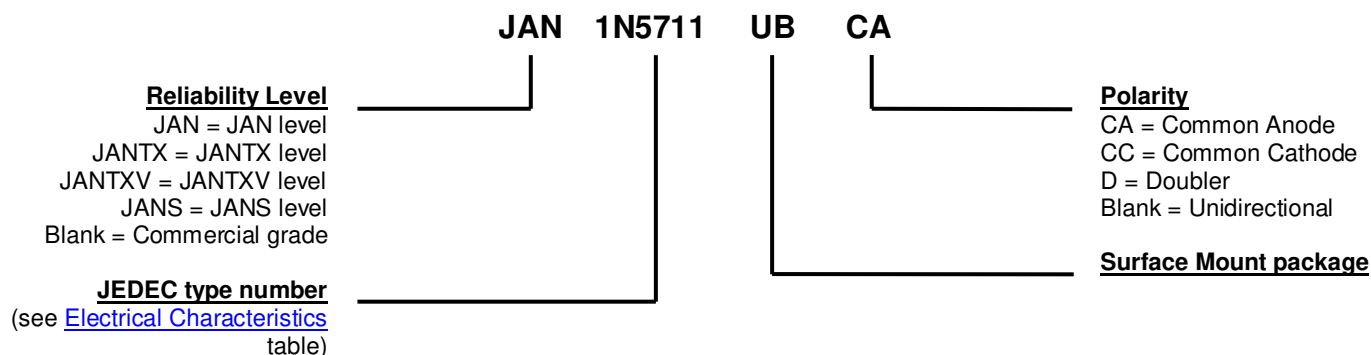 JAN 1N5711 UB CA
Reliability Level
JAN = JAN level
JANTX = JANTX level
JANTXV = JANTXV level
JANS = JANS level
Blank = Commercial grade
JEDEC type number
(see Electrical Characteristics
table)
Polarity
CA = Common Anode
CC = Common Cathode
D = Doubler
Blank = Unidirectional
Surface Mount package